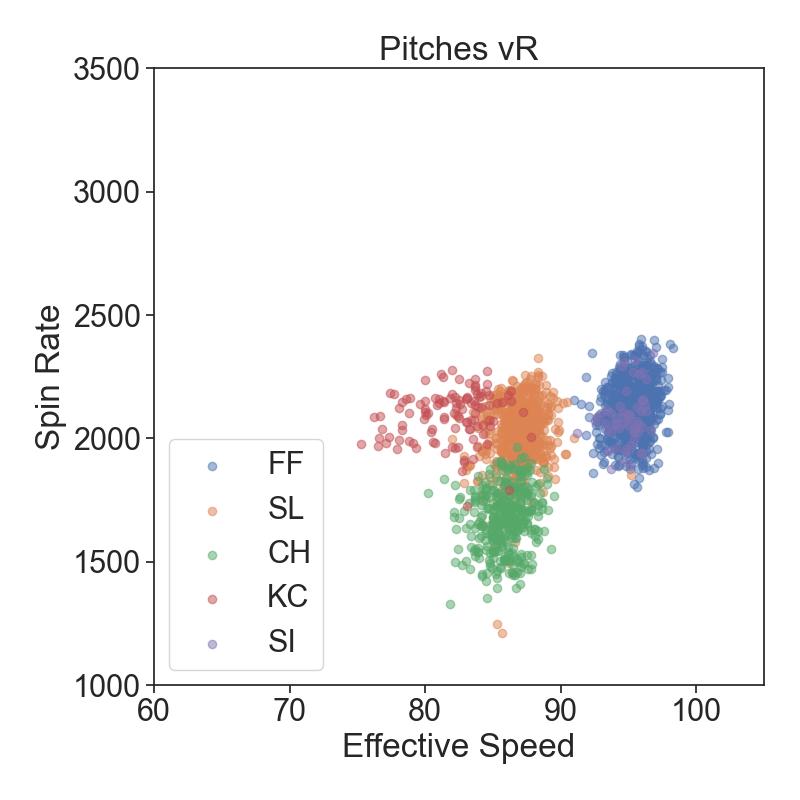 Pitches vR
3500
3000
2500
2000
1500
1000
Spin Rate
FF
SL
CH
KC
SI
60 70 80 90 100
Effective Speed